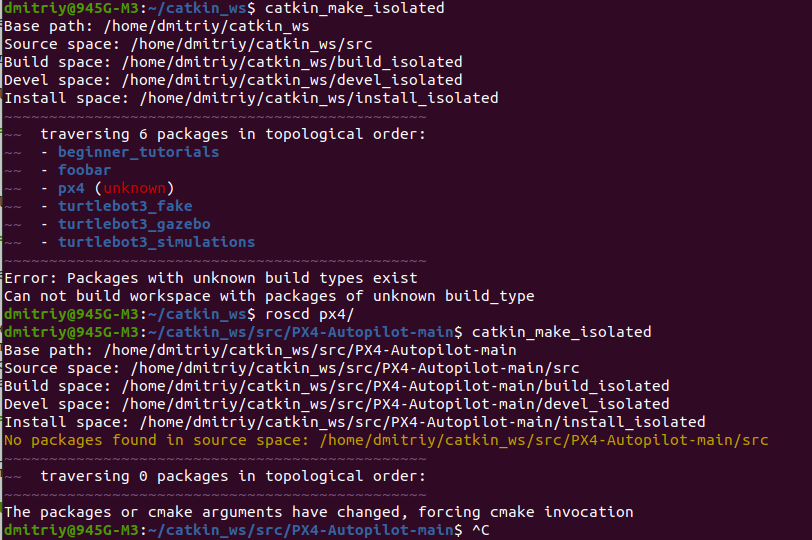 dmitriy@945G-M3:~/catkin_ws$ catkin_make_isolated
Base path: /home/dmitriy/catkin_ws
Source space: /home/dmitriy/catkin_ws/src
Build space: /home/dmitriy/catkin_ws/build_isolated
Devel space: /home/dmitriy/catkin_ws/devel_isolated
Install space: /home/dmitriy/catkin_ws/install_isolated
~~~~~~~~~~~~~~~~~~~~~~~~~~~~~~~~~~~~~~~~~~~~~~~~~
~~  traversing 6 packages in topological order:
~~  - beginner_tutorials
~~  - foobar
~~  - px4 (unknown)
~~  - turtlebot3_fake
~~  - turtlebot3_gazebo
~~  - turtlebot3_simulations
~~~~~~~~~~~~~~~~~~~~~~~~~~~~~~~~~~~~~~~~~~~~~~~~~
Error: Packages with unknown build types exist
Can not build workspace with packages of unknown build_type
dmitriy@945G-M3:~/catkin_ws$ roscd px4/
dmitriy@945G-M3:~/catkin_ws/src/PX4-Autopilot-main$ catkin_make_isolated
Base path: /home/dmitriy/catkin_ws/src/PX4-Autopilot-main
Source space: /home/dmitriy/catkin_ws/src/PX4-Autopilot-main/src
Build space: /home/dmitriy/catkin_ws/src/PX4-Autopilot-main/build_isolated
Devel space: /home/dmitriy/catkin_ws/src/PX4-Autopilot-main/devel_isolated
Install space: /home/dmitriy/catkin_ws/src/PX4-Autopilot-main/install_isolated
No packages found in source space: /home/dmitriy/catkin_ws/src/PX4-Autopilot-main/src
~~~~~~~~~~~~~~~~~~~~~~~~~~~~~~~~~~~~~~~~~~~~~~~~~
~~  traversing 0 packages in topological order:
~~~~~~~~~~~~~~~~~~~~~~~~~~~~~~~~~~~~~~~~~~~~~~~~~
The packages or cmake arguments have changed, forcing cmake invocation
dmitriy@945G-M3:~/catkin_ws/src/PX4-Autopilot-main$ ^C